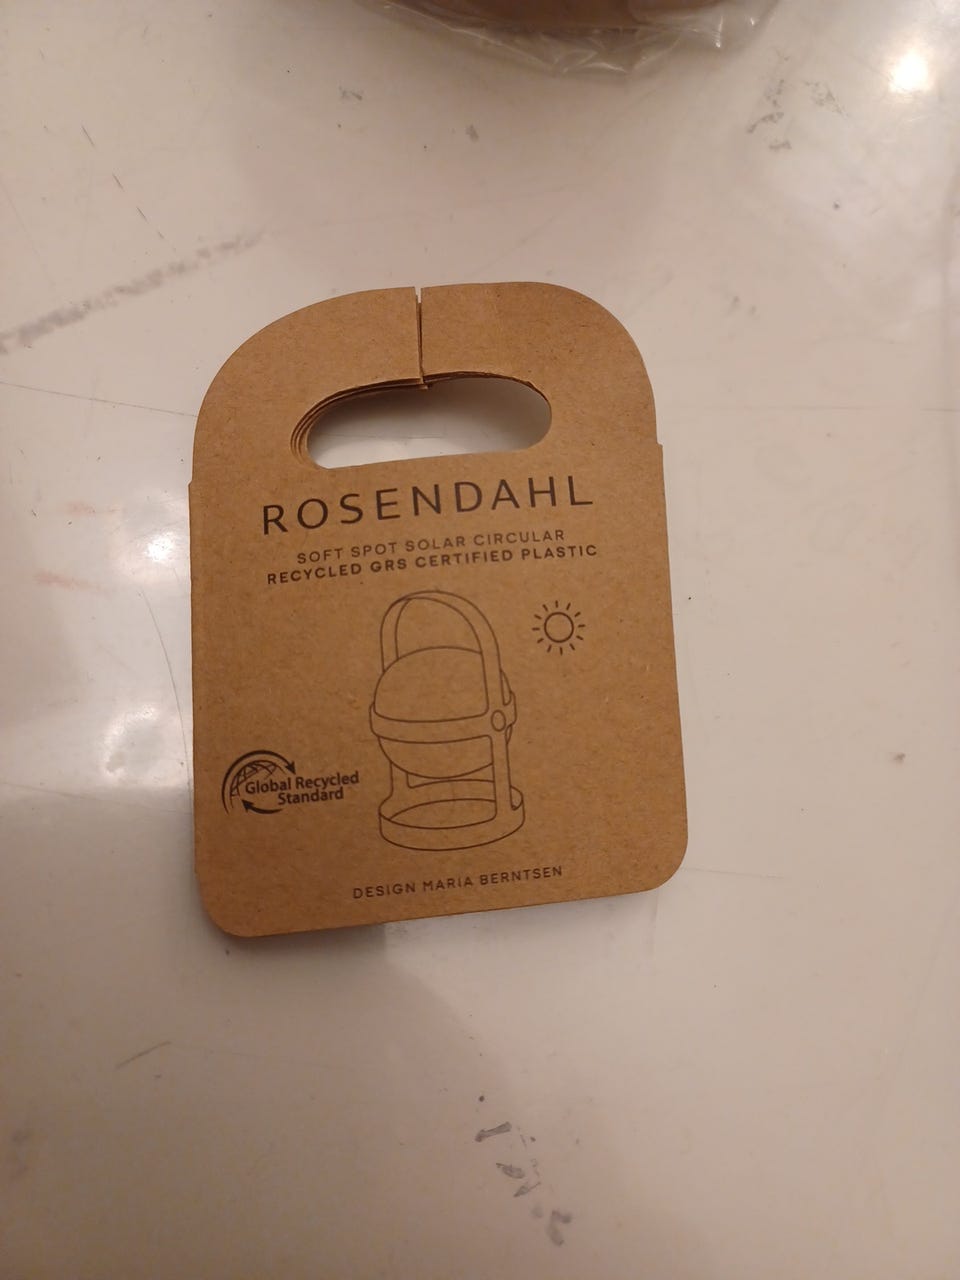 ROSENDAHL
SOFT SPOT SOLAR CIRCULAR
RECYCLED GRS CERTIFIED PLASTIC
Global Recycled
Standard
DESIGN MARIA BERNTSEN